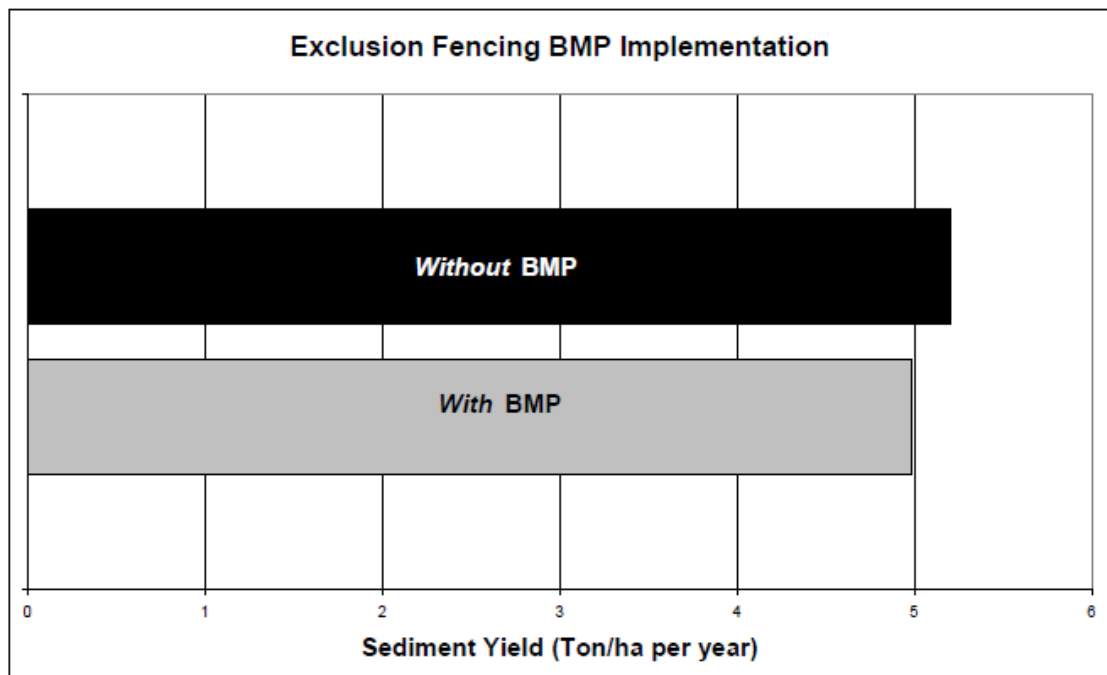 Exclusion Fencing BMP Implementation
Without BMP
With BMP
0 1 2 3 4 5 6
Sediment Yield (Ton/ha per year)